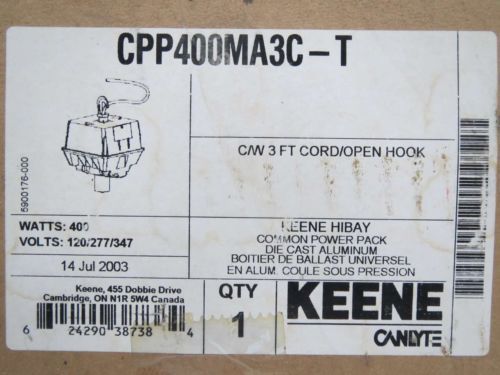 CPP400MA3C-T
C/W 3 FT CORD/OPEN HOOK
5900176-000
WATTS: 400
VOLTS: 120/277/347
14 Jul 2003
KEENE HIBAY
COMMON POWER PACK
DIE CAST ALUMINUM
BOITIER DE BALLAST UNIVERSEL
EN ALUM. COULE SOUS PRESSION
Keene, 455 Dobbie Drive
Cambridge, ON N1R 5W4 Canada
6 24290 38738 4
QTY
1
KEENE
CANLYTE